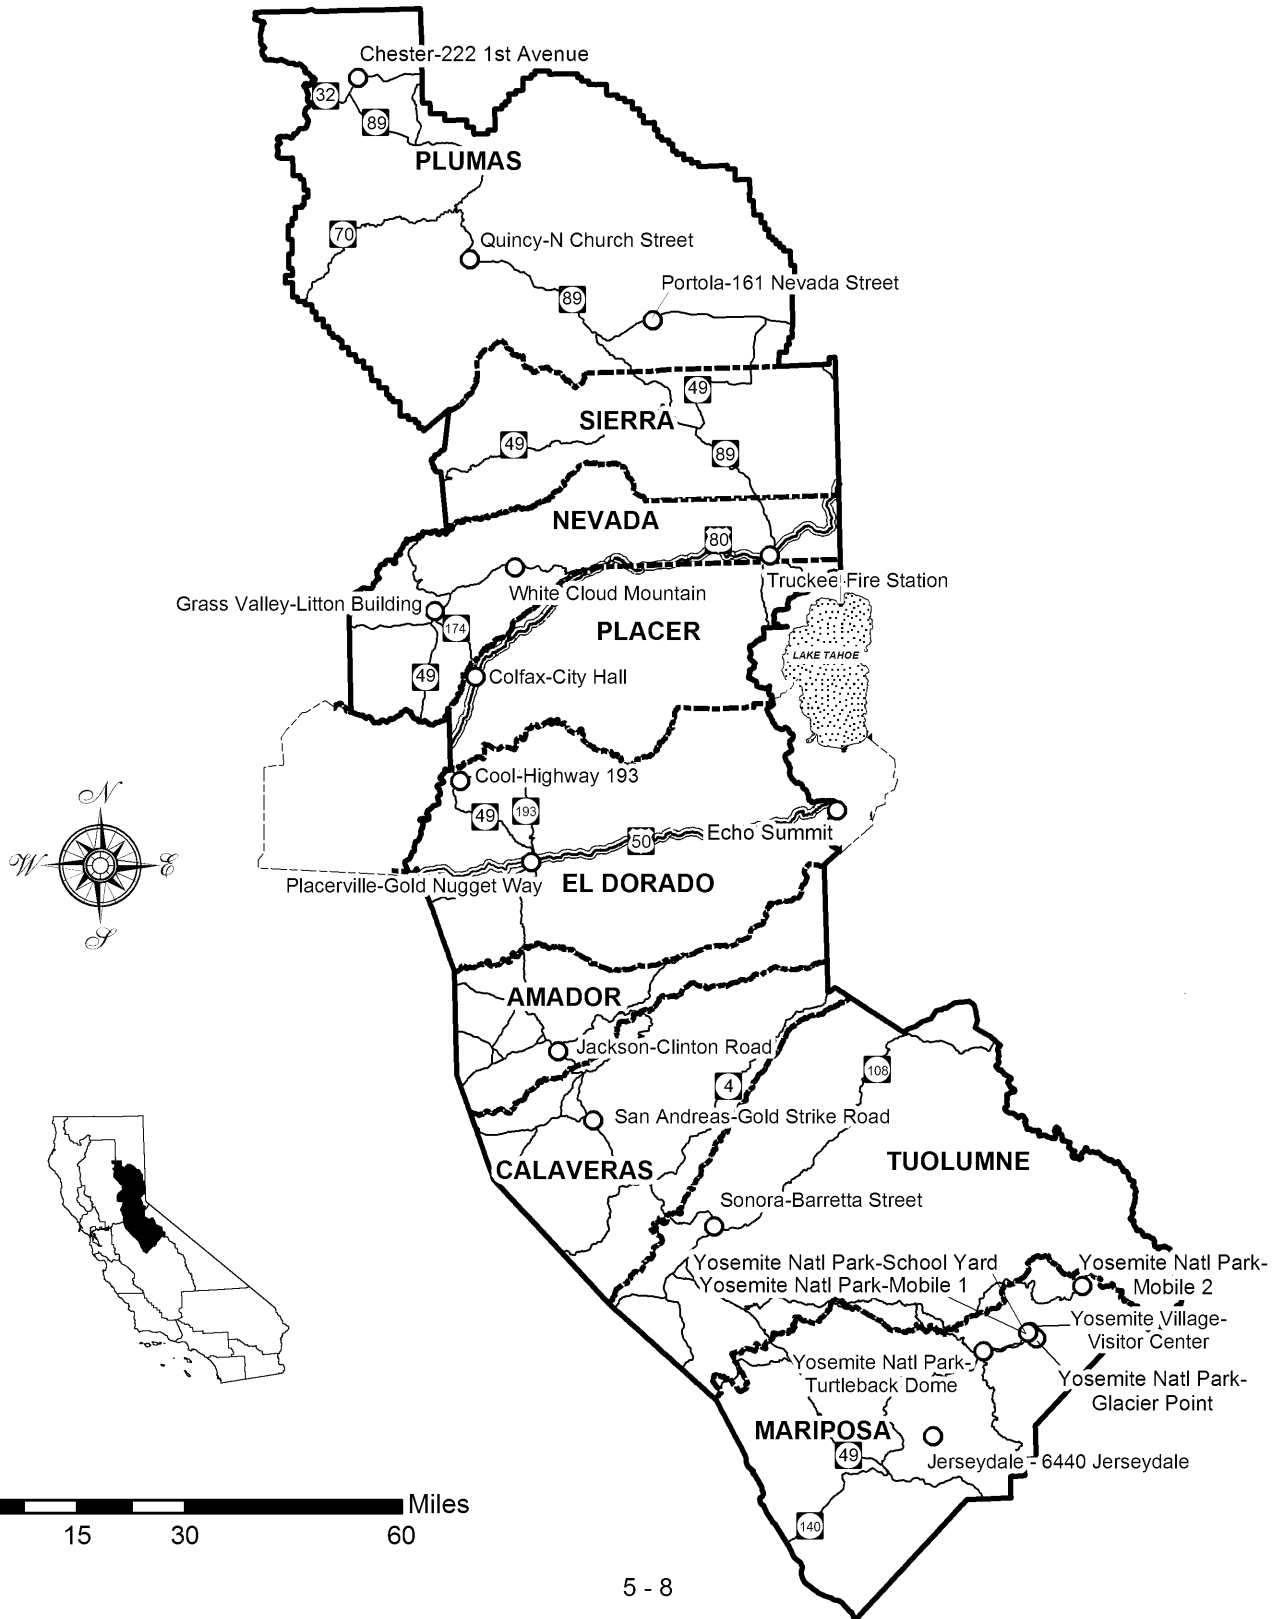 Chester-222 1st Avenue
32
89
PLUMAS
70
Quincy-N Church Street
Portola-161 Nevada Street
89
49
SIERRA
49
89
NEVADA
80
White Cloud Mountain
Truckee Fire Station
Grass Valley-Litton Building
174
PLACER
LAKE TAHOE
49
Colfax-City Hall
Cool-Highway 193
49
193
50
Echo Summit
Placerville-Gold Nugget Way
EL DORADO
N
W
E
S
AMADOR
Jackson-Clinton Road
108
4
San Andreas-Gold Strike Road
CALAVERAS
TUOLUMNE
Sonora-Barretta Street
Yosemite Natl Park-School Yard
Yosemite Natl Park-Mobile 1
Yosemite Natl Park-
Mobile 2
Yosemite Village-
Visitor Center
Yosemite Natl Park-
Turtleback Dome
Yosemite Natl Park-
Glacier Point
MARIPOSA
49
Jerseydale - 6440 Jerseydale
140
Miles
15
30
60
5 - 8